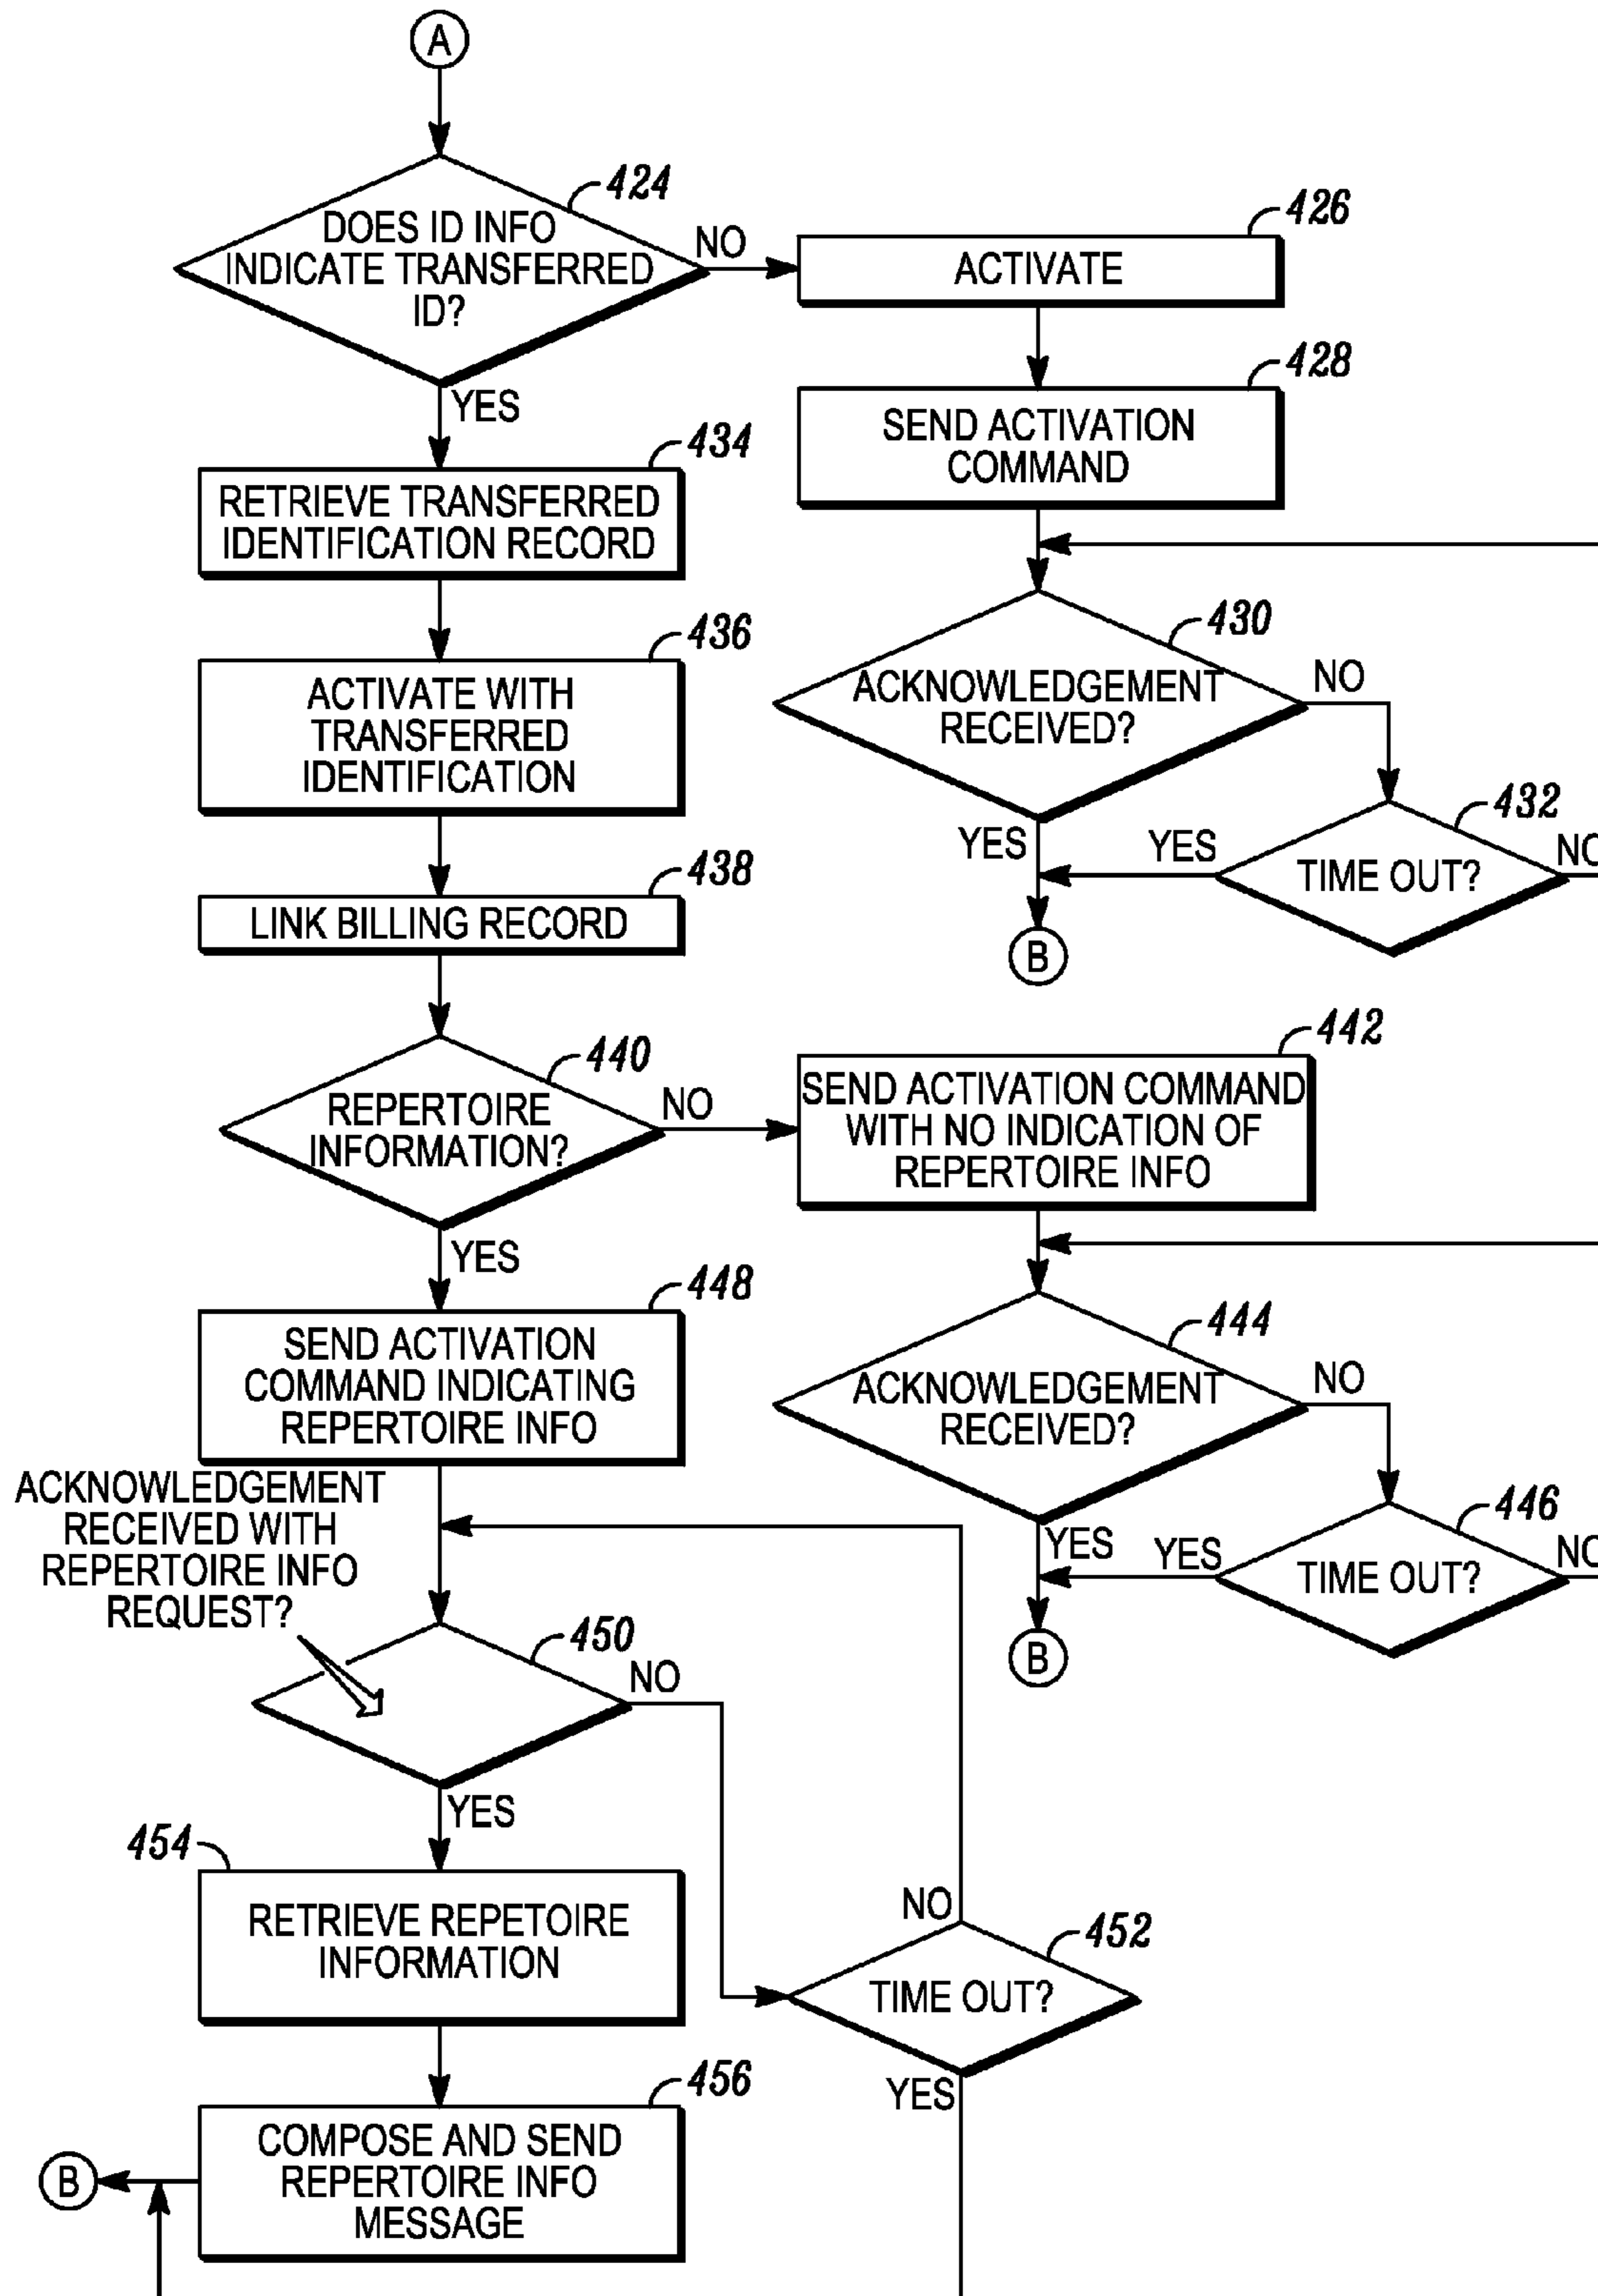 A
424
DOES ID INFO
INDICATE TRANSFERRED
ID?
NO
426
ACTIVATE
428
SEND ACTIVATION
COMMAND
YES
434
RETRIEVE TRANSFERRED
IDENTIFICATION RECORD
430
ACKNOWLEDGEMENT
RECEIVED?
NO
436
ACTIVATE WITH
TRANSFERRED
IDENTIFICATION
432
TIME OUT?
YES
YES
NO
B
438
LINK BILLING RECORD
440
REPERTOIRE
INFORMATION?
NO
442
SEND ACTIVATION COMMAND
WITH NO INDICATION OF
REPERTOIRE INFO
YES
444
ACKNOWLEDGEMENT
RECEIVED?
NO
446
TIME OUT?
YES
YES
NO
B
448
SEND ACTIVATION
COMMAND INDICATING
REPERTOIRE INFO
ACKNOWLEDGEMENT
RECEIVED WITH
REPERTOIRE INFO
REQUEST?
450
NO
YES
454
RETRIEVE REPETOIRE
INFORMATION
NO
452
TIME OUT?
YES
456
COMPOSE AND SEND
REPERTOIRE INFO
MESSAGE
B